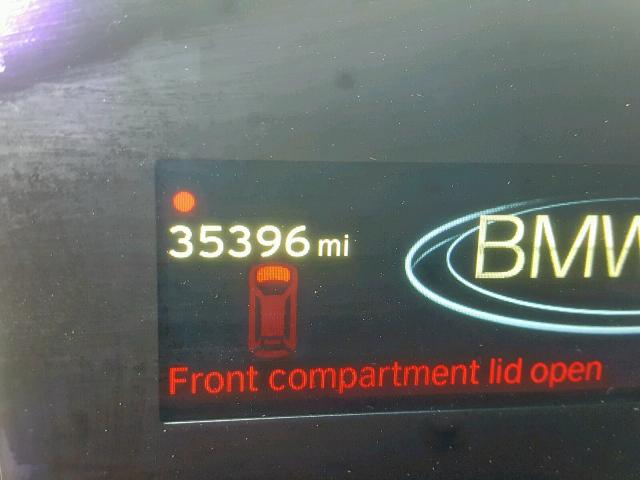 35396 mi
BMW
Front compartment lid open